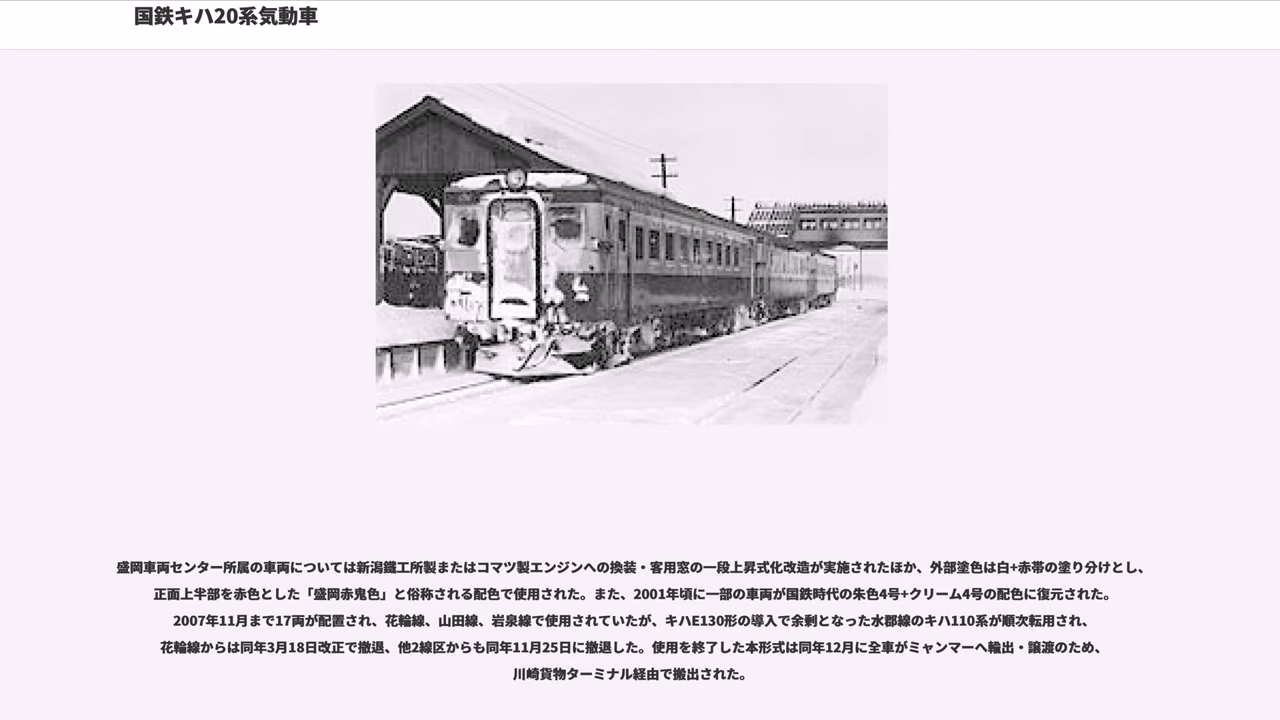 国鉄キハ20系気動車
盛岡車両センター所属の車両については新潟鐵工所製またはコマツ製エンジンへの換装・客用窓の一段上昇式化改造が実施されたほか、外部塗色は白+赤帯の塗り分けとし、
正面上半部を赤色とした「盛岡赤鬼色」と俗称される配色で使用された。また、2001年頃に一部の車両が国鉄時代の朱色4号+クリーム4号の配色に復元された。
2007年11月まで17両が配置され、花輪線、山田線、岩泉線で使用されていたが、キハE130形の導入で余剰となった水郡線のキハ110系が順次転用され、
花輪線からは同年3月18日改正で撤退、他2線区からも同年11月25日に撤退した。使用を終了した本形式は同年12月に全車がミャンマーへ輸出・譲渡のため、
川崎貨物ターミナル経由で搬出された。